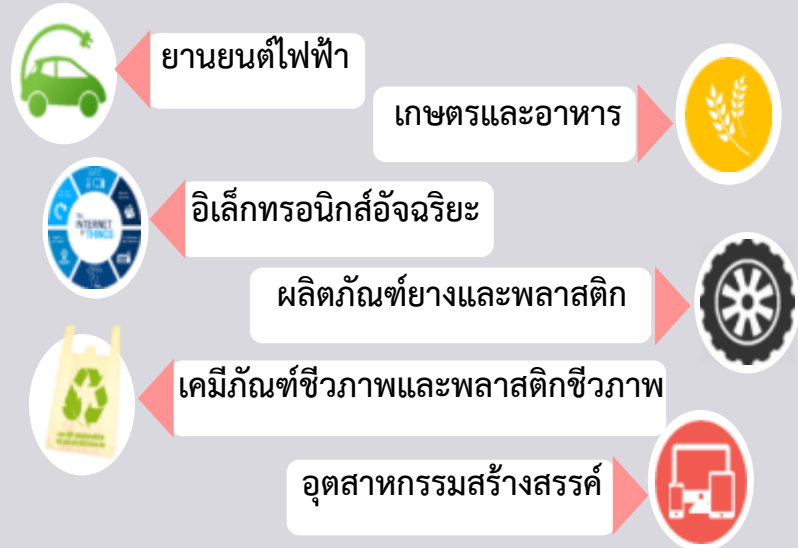 ยานยนต์ไฟฟ้า
เกษตรและอาหาร
อิเล็กทรอนิกส์อัจฉริยะ
INTERNET
THINGS
ผลิตภัณฑ์ยางและพลาสติก
เคมีภัณฑ์ชีวภาพและพลาสติกชีวภาพ
อุตสาหกรรมสร้างสรรค์